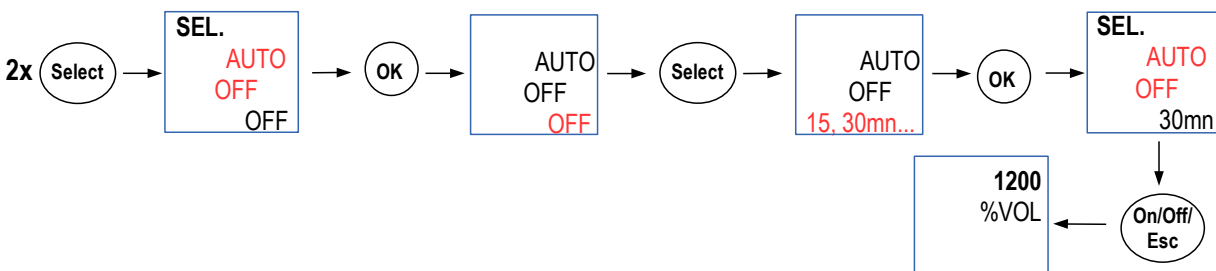 2x
Select
SEL.
AUTO
OFF
OFF
OK
AUTO
OFF
OFF
Select
AUTO
OFF
15, 30mn...
OK
SEL.
AUTO
OFF
30mn
On/Off/
Esc
1200
%VOL